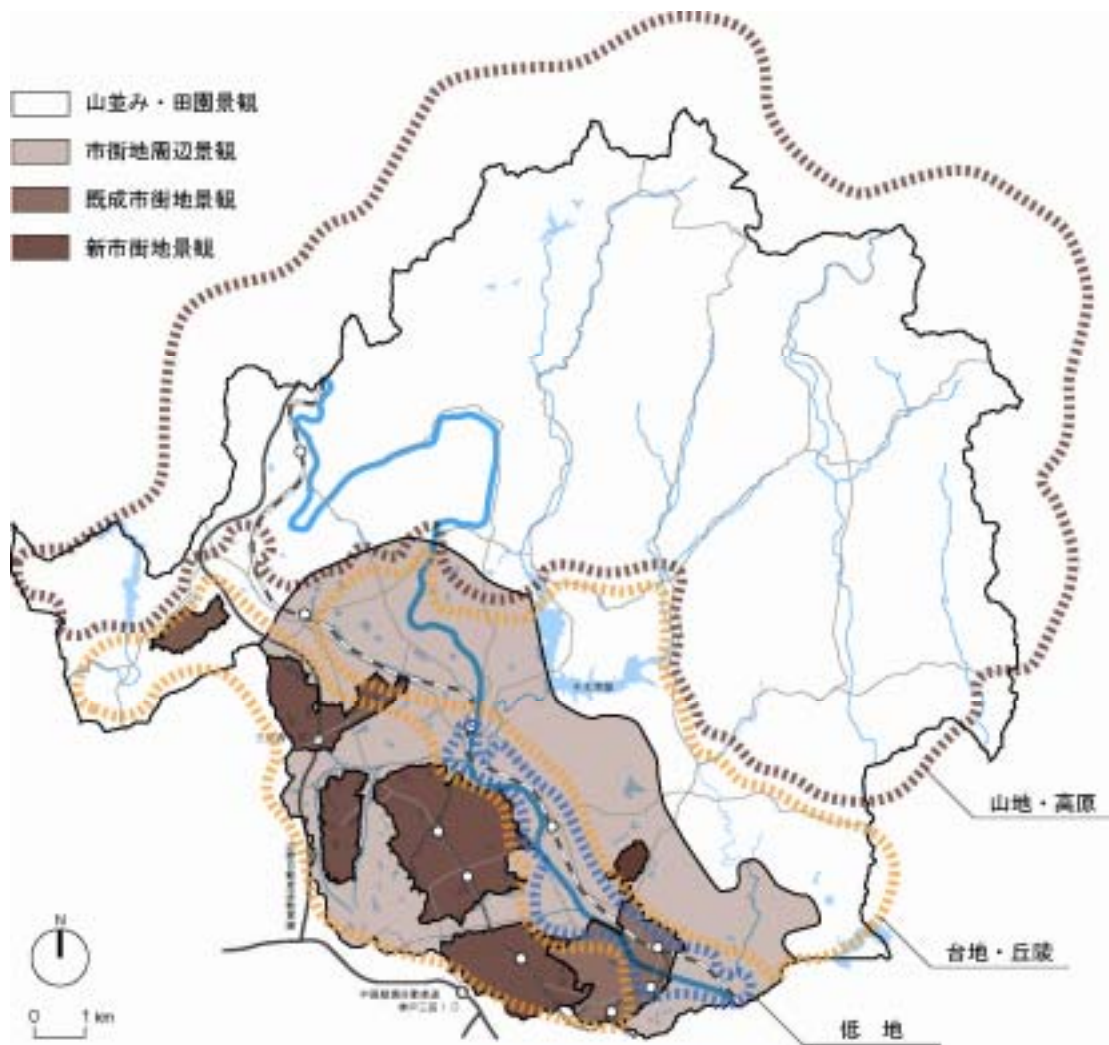 山並み・田園景観
市街地周辺景観
既成市街地景観
新市街地景観
山地・高原
台地・丘陵
低 地
N
0 1 km